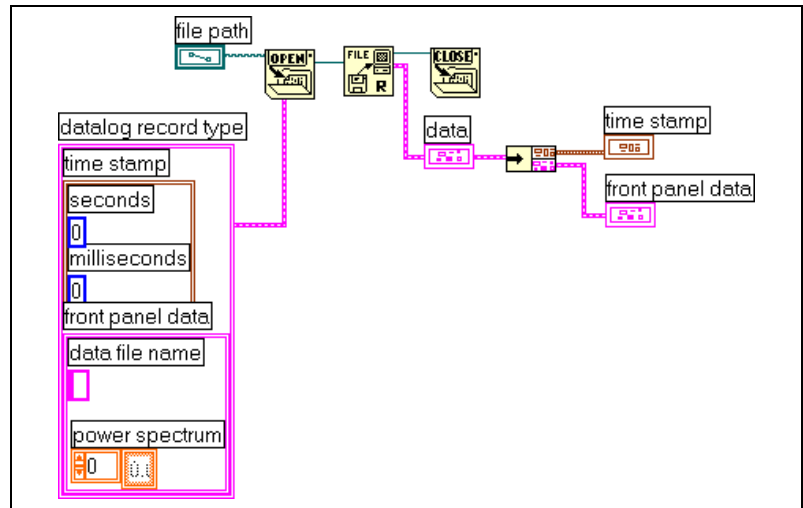 file path
OPEN
FILE
R
CLOSE
datalog record type
time stamp
seconds
0
milliseconds
0
front panel data
data file name
power spectrum
0
data
time stamp
front panel data